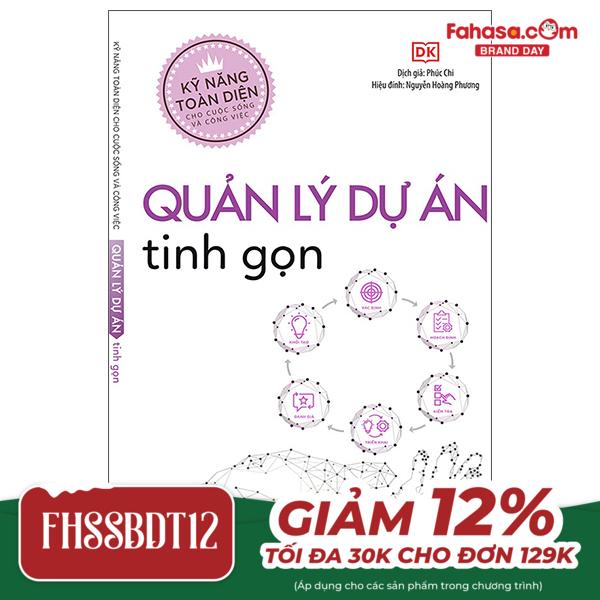 Fahasa.com
BRAND DAY
DK
Dịch giả: Phúc Chi
Hiệu đính: Nguyễn Hoàng Phương
KỸ NĂNG
TOÀN DIỆN
CHO CUỘC SỐNG
VÀ CÔNG VIỆC
KỸ NĂNG TOÀN DIỆN CHO CUỘC SỐNG VÀ CÔNG VIỆC
QUẢN LÝ DỰ ÁN
tinh gọn
QUẢN LÝ DỰ ÁN
tinh gọn
XÁC ĐỊNH
KHỞI TẠO
HOẠCH ĐỊNH
ĐÁNH GIÁ
KIỂM TRA
TRIỂN KHAI
FHSSBDT12
GIẢM 12%
TỐI ĐA 30K CHO ĐƠN 129K
(Áp dụng cho các sản phẩm trong chương trình)